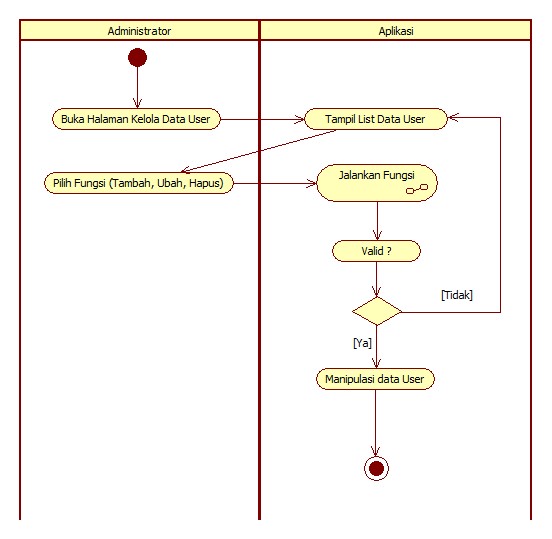 Administrator
Aplikasi
Buka Halaman Kelola Data User
Tampil List Data User
Pilih Fungsi (Tambah, Ubah, Hapus)
Jalankan Fungsi
Valid ?
[Tidak]
[Ya]
Manipulasi data User